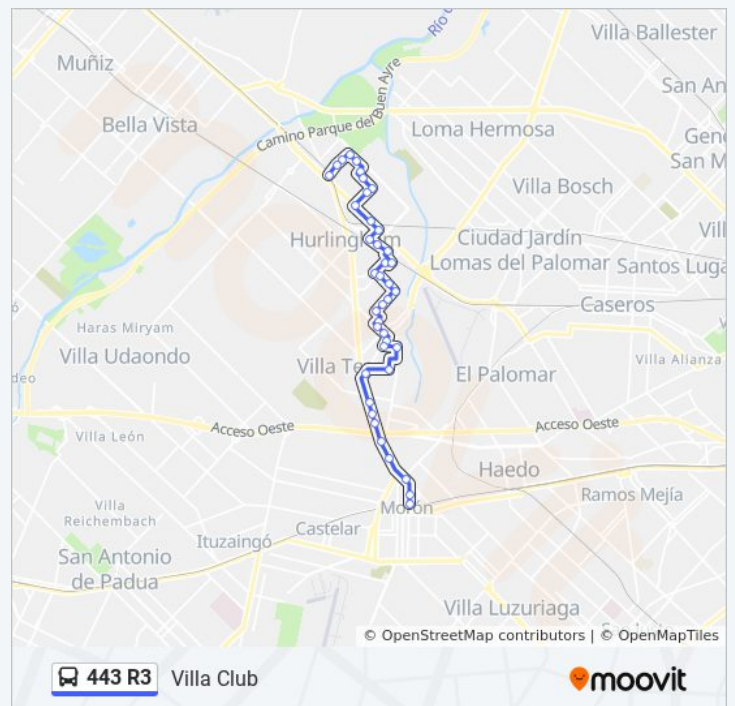 Villa Ballester
Río
Muñiz
San An
Camino Parque del Buen Ayre
Bella Vista
Loma Hermosa
Gene
San M
Villa Bosch
Hurlingham
Ciudad Jardín
Lomas del Palomar
Vill
Santos Luga
Caseros
Haras Miryam
Villa Udaondo
Villa Te
Villa Alianza
deo
El Palomar
Acceso Oeste
Acceso Oeste
Villa León
Haedo
Villa
Reichembach
Morón
Ramos Mejía
Castelar
Ituzaingó
San Antonio
de Padua
Villa Luzuriaga
© OpenStreetMap contributors | © OpenMapTiles
443 R3 Villa Club
moovit